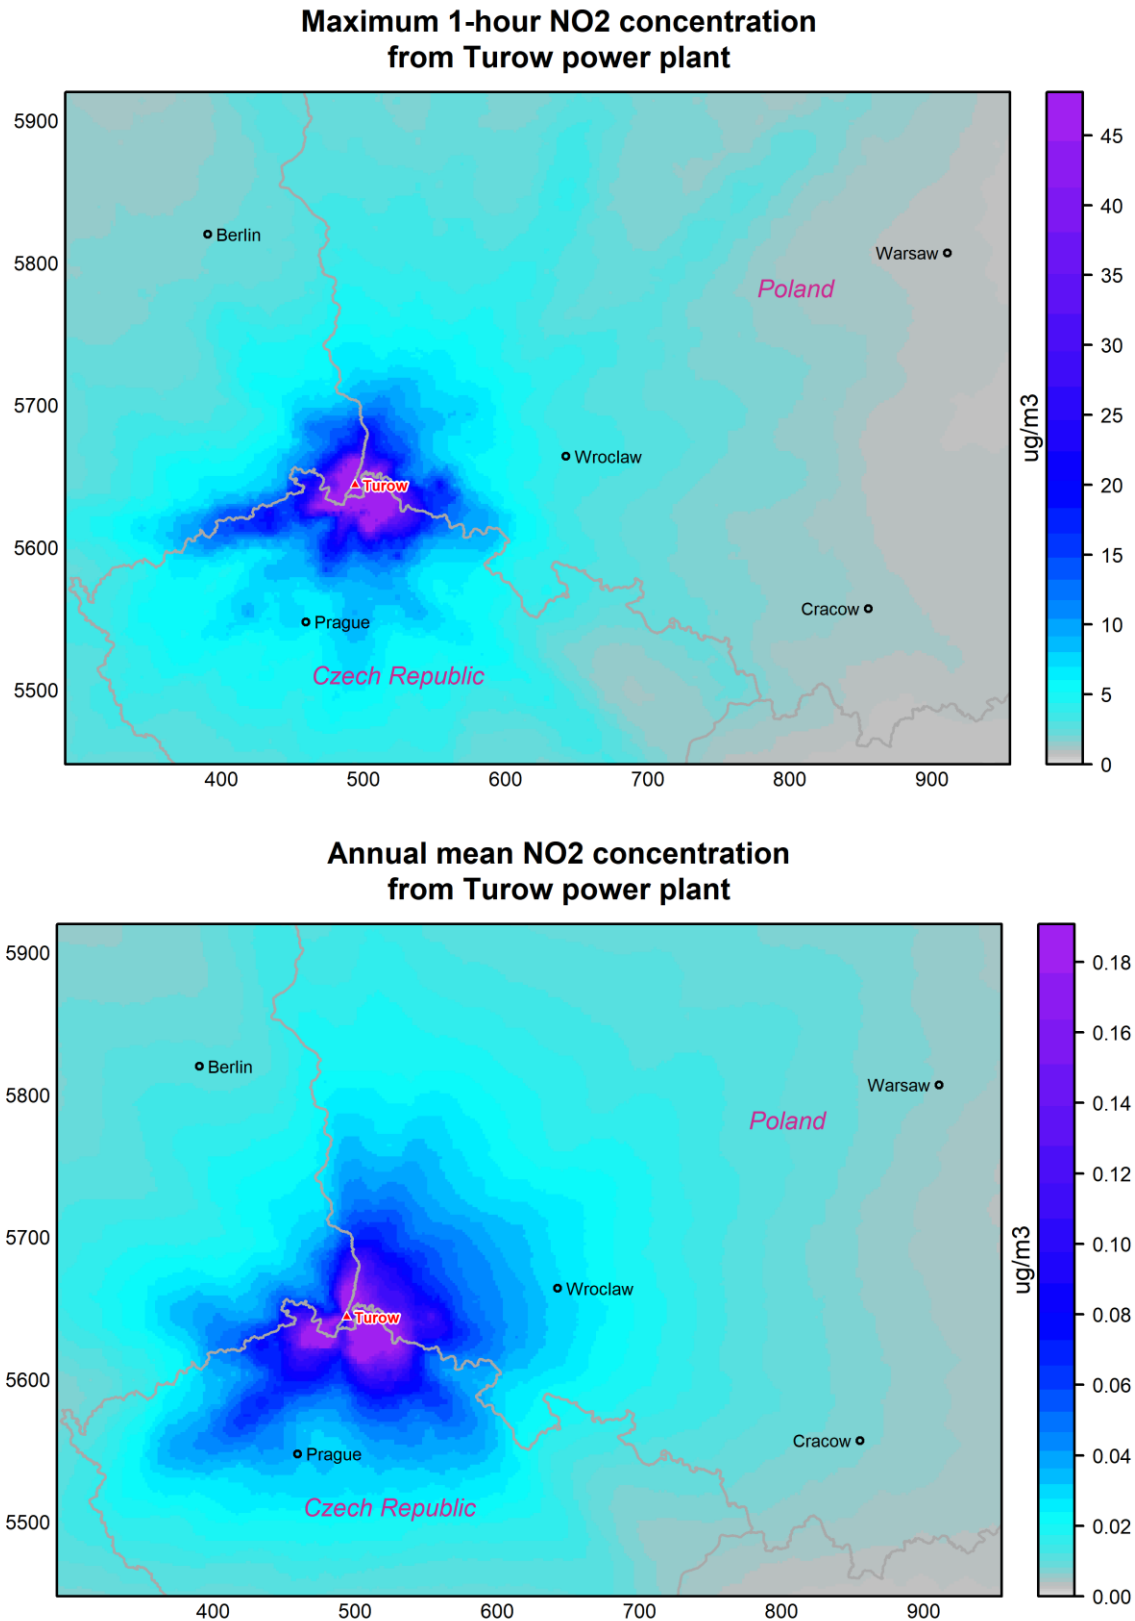 Maximum 1-hour NO2 concentration
from Turow power plant
5900
5800
5700
5600
5500
Berlin
Warsaw
Poland
Wroclaw
Turow
Cracow
Prague
Czech Republic
400 500 600 700 800 900
45
40
35
30
25
20
15
10
5
0
ug/m3
Annual mean NO2 concentration
from Turow power plant
5900
5800
5700
5600
5500
Berlin
Warsaw
Poland
Wroclaw
Turow
Cracow
Prague
Czech Republic
400 500 600 700 800 900
0.18
0.16
0.14
0.12
0.10
0.08
0.06
0.04
0.02
0.00
ug/m3